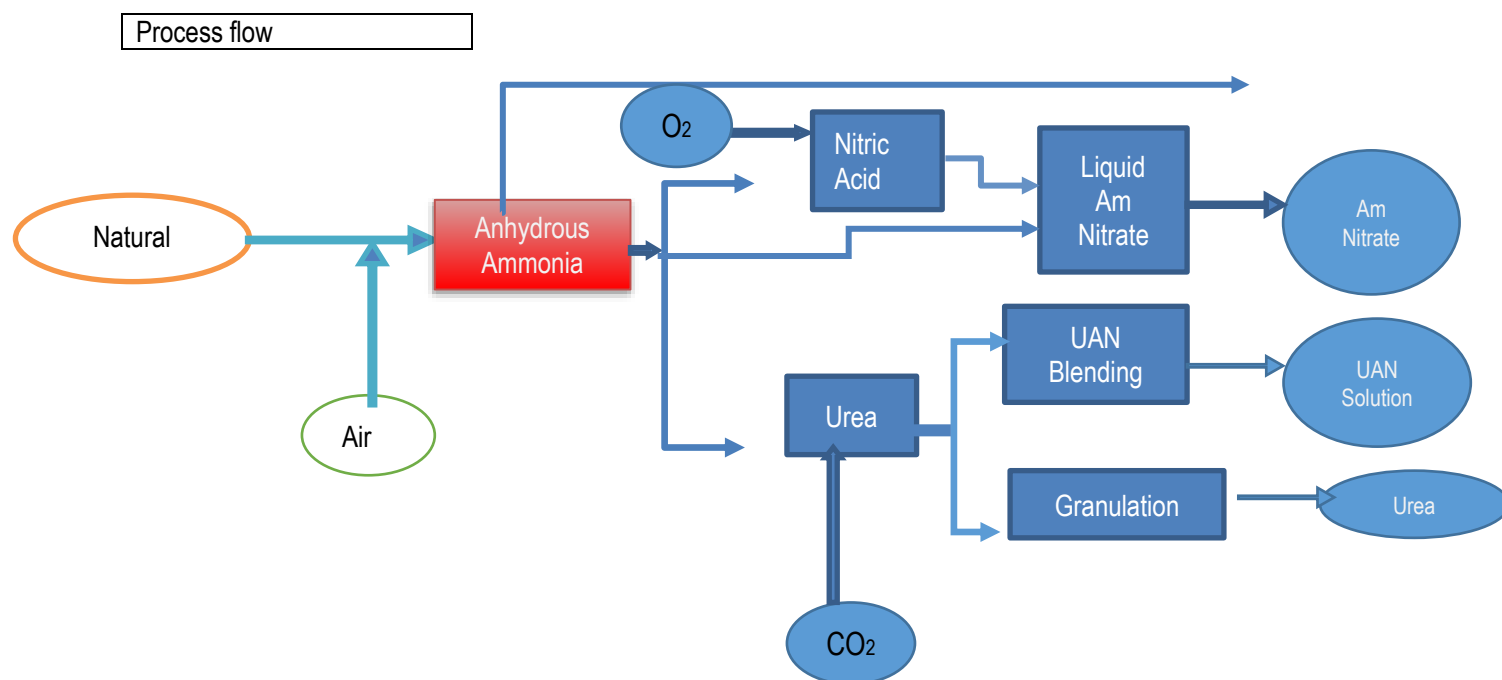 Process flow
O2
Nitric
Acid
Liquid
Am
Nitrate
Am
Nitrate
Natural
Anhydrous
Ammonia
Air
UAN
Blending
UAN
Solution
Urea
Granulation
Urea
CO2